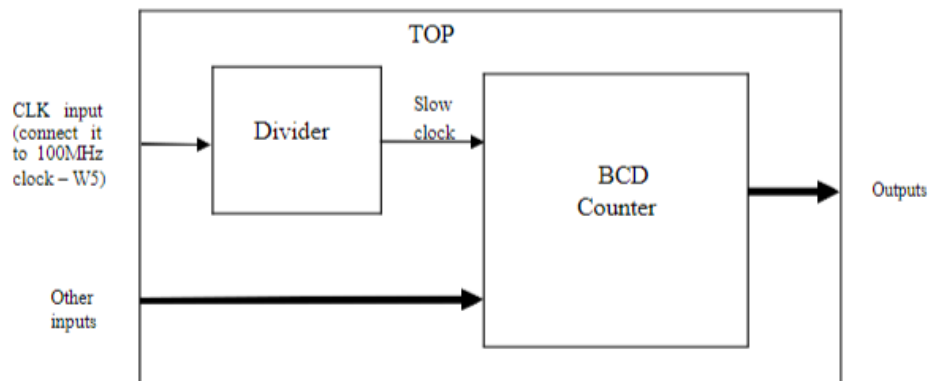 TOP
CLK input
(connect it
to 100MHz
clock – W5)
Divider
Slow
clock
BCD
Counter
Outputs
Other
inputs